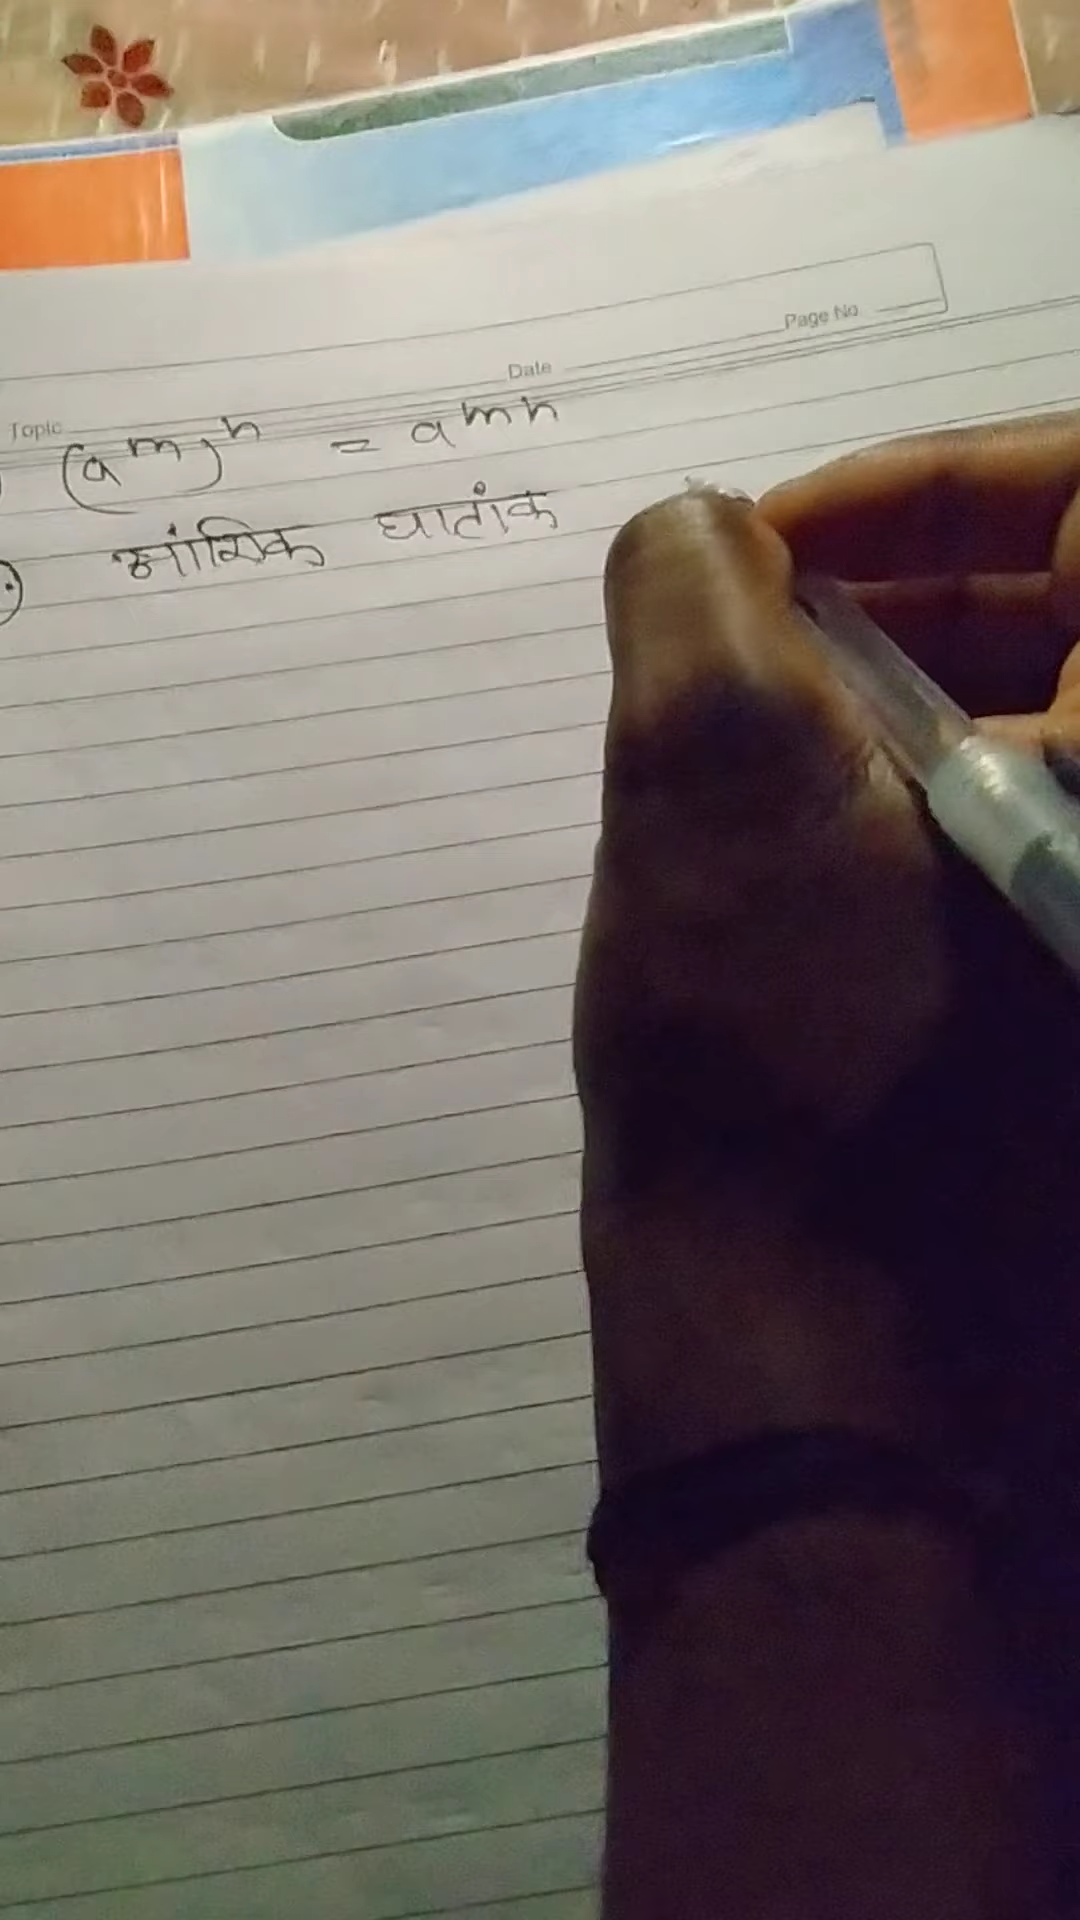 Page No
Date
Topic
(a^m)^n = a^mn
आंशिक घातांक